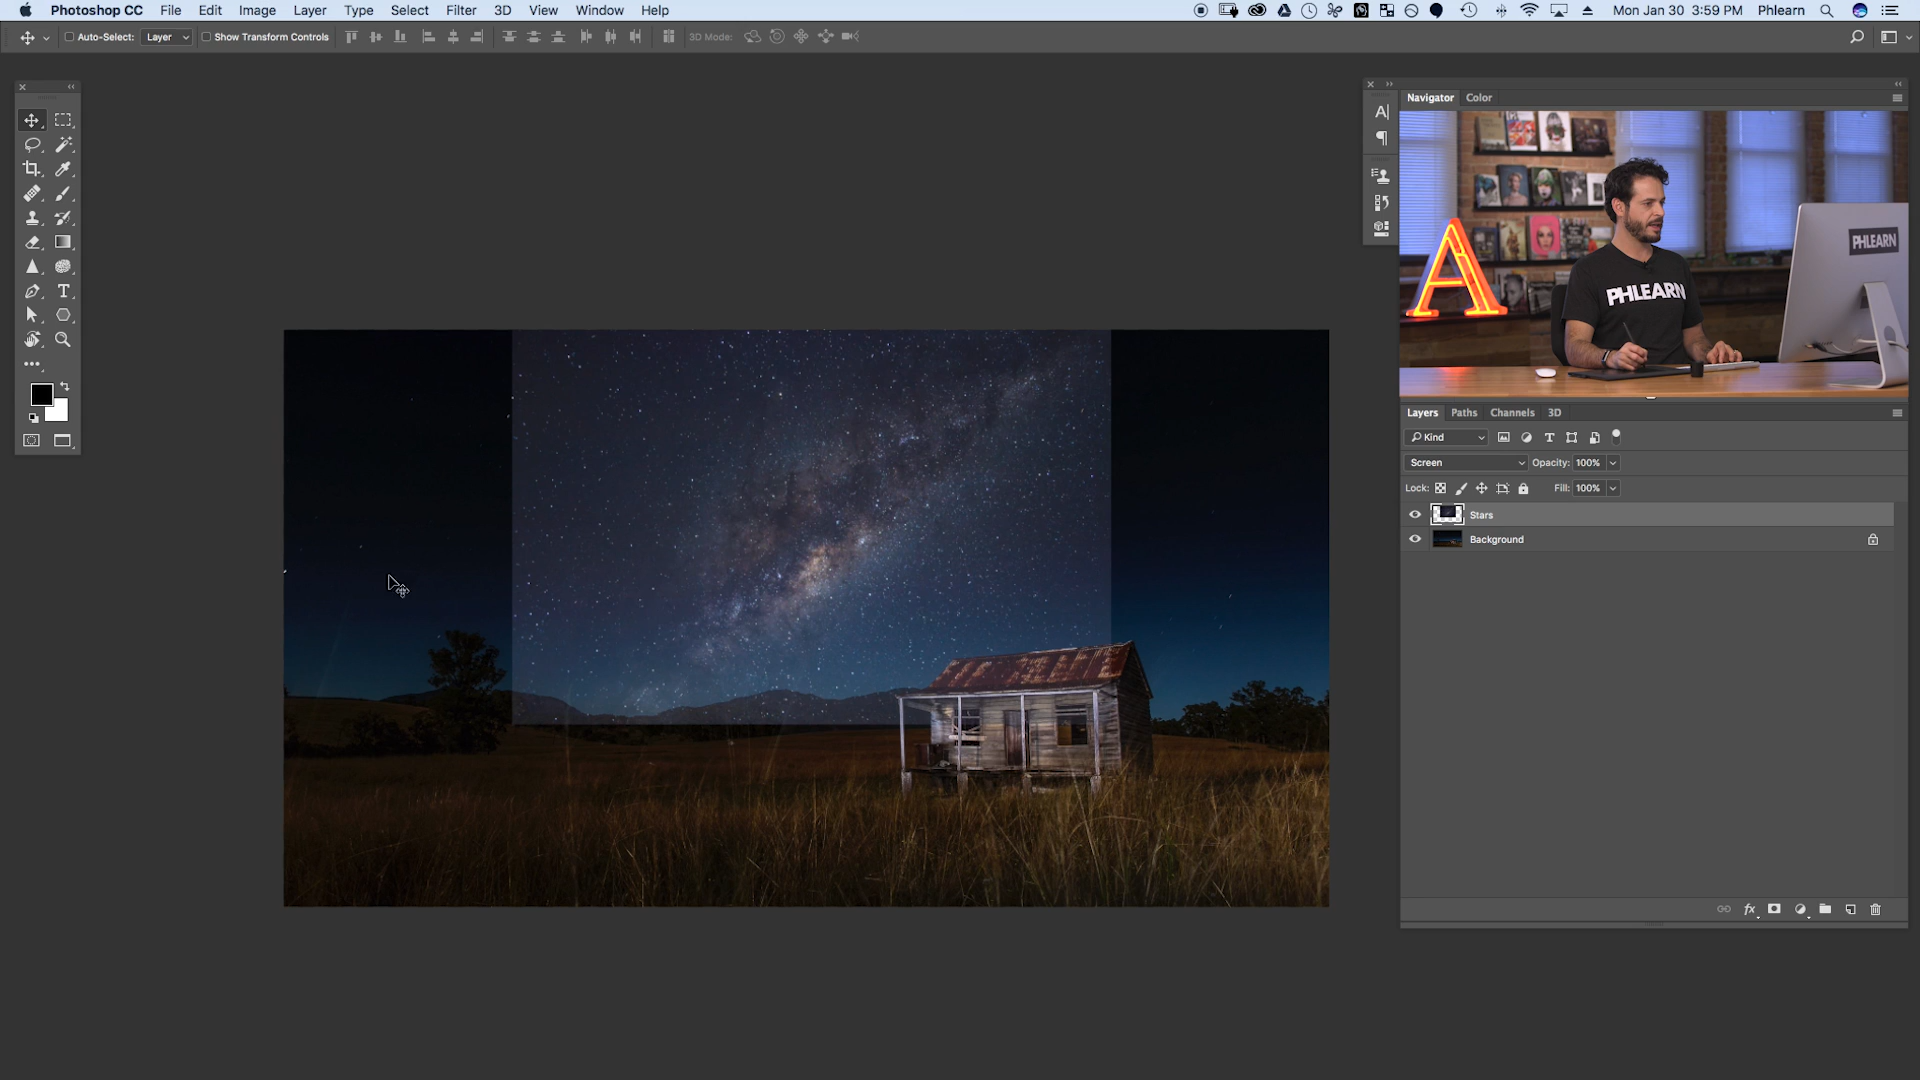 Photoshop CC File Edit Image Layer Type Select Filter 3D View Window Help Mon Jan 30 3:59 PM Phlearn
Auto-Select: Layer Show Transform Controls 3D Mode:
Navigator Color
A
PHLEARN
PHLEARN
Layers Paths Channels 3D
Kind
Screen Opacity: 100%
Lock: Fill: 100%
Stars
Background
fx